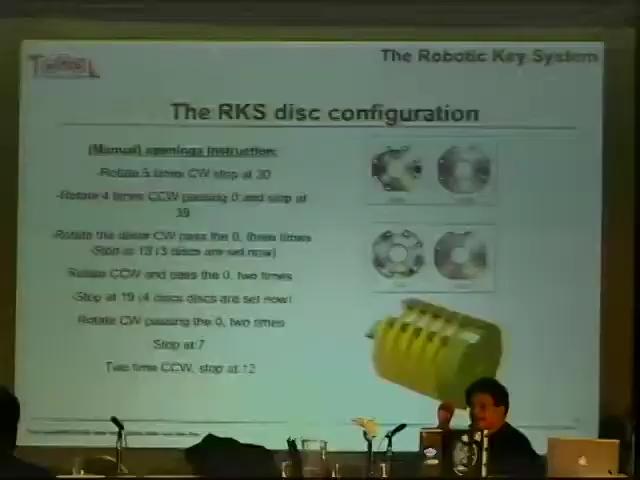 The Robotic Key System
The RKS disc configuration
(Manual) openings Instruction:
-Rotate 5 times CW stop at 30
-Rotate 4 times CCW passing 0 and stop at
39
-Rotate the dialer CW pass the 0, three times
-Stop at 13 (3 discs are set now)
Rotate CCW and pass the 0, two times
-Stop at 19 (4 discs discs are set now)
Rotate CW passing the 0, two times
Stop at 7
Two time CCW, stop at 12